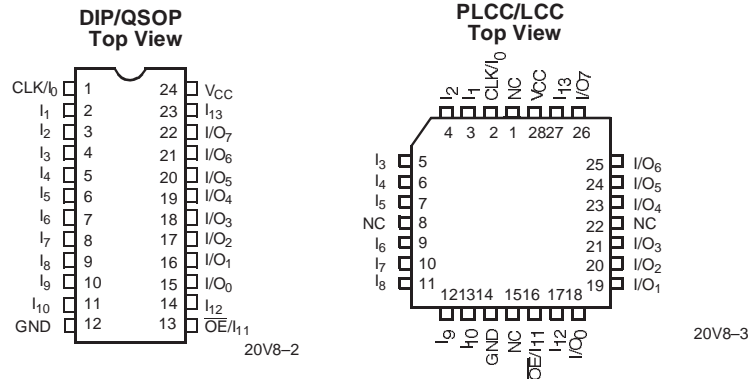 DIP/QSOP
Top View
CLK/I0 1 24 VCC
I1 2 23 I13
I2 3 22 I/O7
I3 4 21 I/O6
I4 5 20 I/O5
I5 6 19 I/O4
I6 7 18 I/O3
I7 8 17 I/O2
I8 9 16 I/O1
I9 10 15 I/O0
I10 11 14 I12
GND 12 13 OE/I11
20V8–2
PLCC/LCC
Top View
I2 I1 CLK/I0 NC VCC I13 I/O7
4 3 2 1 28 27 26
I3 5 25 I/O6
I4 6 24 I/O5
I5 7 23 I/O4
NC 8 22 NC
I6 9 21 I/O3
I7 10 20 I/O2
I8 11 19 I/O1
12 13 14 15 16 17 18
I9 I10 GND NC OE/I11 I12 I/O0
20V8–3